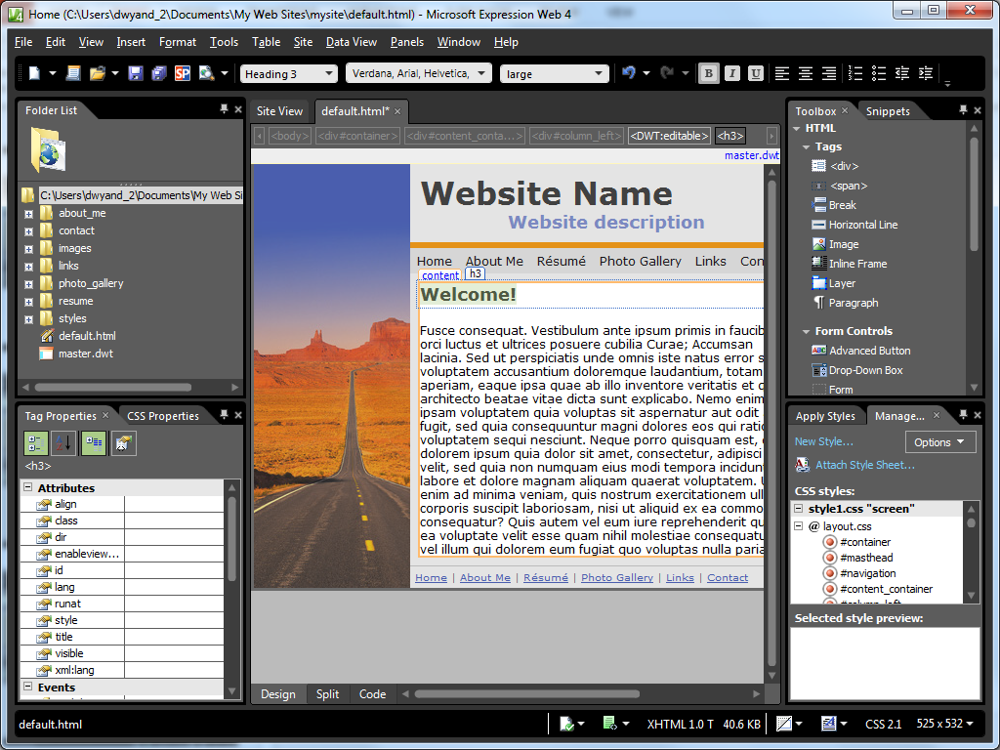 Home (C:\Users\dwyand_2\Documents\My Web Sites\mysite\default.html) - Microsoft Expression Web 4
File Edit View Insert Format Tools Table Site Data View Panels Window Help
SP Heading 3 Verdana, Arial, Helvetica, large B I U
Folder List
C:\Users\dwyand_2\Documents\My Web Si
about_me
contact
images
links
photo_gallery
resume
styles
default.html
master.dwt
Tag Properties CSS Properties
<h3>
Attributes
align
class
dir
enableview...
id
lang
runat
style
title
visible
xml:lang
Events
Site View default.html*
<body> <div#container> <div#content_conta...> <div#column_left> <DWT:editable> <h3>
master.dwt
Website Name
Website description
Home About Me Résumé Photo Gallery Links Con
content h3
Welcome!
Fusce consequat. Vestibulum ante ipsum primis in faucib
orci luctus et ultrices posuere cubilia Curae; Accumsan
lacinia. Sed ut perspiciatis unde omnis iste natus error s
voluptatem accusantium doloremque laudantium, totam
aperiam, eaque ipsa quae ab illo inventore veritatis et
architecto beatae vitae dicta sunt explicabo. Nemo enim
ipsam voluptatem quia voluptas sit aspernatur aut odit
fugit, sed quia consequuntur magni dolores eos qui ratio
voluptatem sequi nesciunt. Neque porro quisquam est,
dolorem ipsum quia dolor sit amet, consectetur, adipisci
velit, sed quia non numquam eius modi tempora incidun
labore et dolore magnam aliquam quaerat voluptatem.
enim ad minima veniam, quis nostrum exercitationem ull
corporis suscipit laboriosam, nisi ut aliquid ex ea commo
consequatur? Quis autem vel eum iure reprehenderit qu
ea voluptate velit esse quam nihil molestiae consequatu
vel illum qui dolorem eum fugiat quo voluptas nulla paria
Home | About Me | Résumé | Photo Gallery | Links | Contact
Design Split Code
Toolbox Snippets
HTML
Tags
<div>
<span>
Break
Horizontal Line
Image
Inline Frame
Layer
Paragraph
Form Controls
Advanced Button
Drop-Down Box
Form
Apply Styles Manage...
New Style... Options
Attach Style Sheet...
CSS styles:
style1.css "screen"
@ layout.css
#container
#masthead
#navigation
#content_container
#column_left
Selected style preview:
default.html XHTML 1.0 T 40.6 KB CSS 2.1 525 x 532